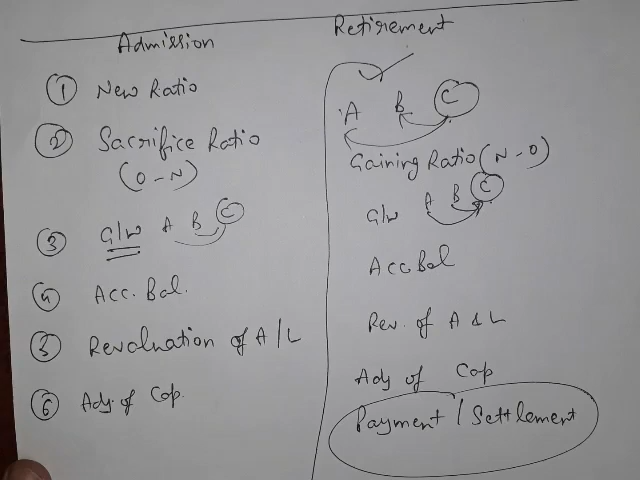 Admission
① New Ratio
② Sacrifice Ratio
(O - N)
③ G/w A B C
④ Acc. Bal.
⑤ Revaluation of A/L
⑥ Adj. of Cap.
Retirement
A B C
Gaining Ratio (N - O)
G/w A B C
Acc Bal
Rev. of A & L
Adj of Cap
Payment / Settlement